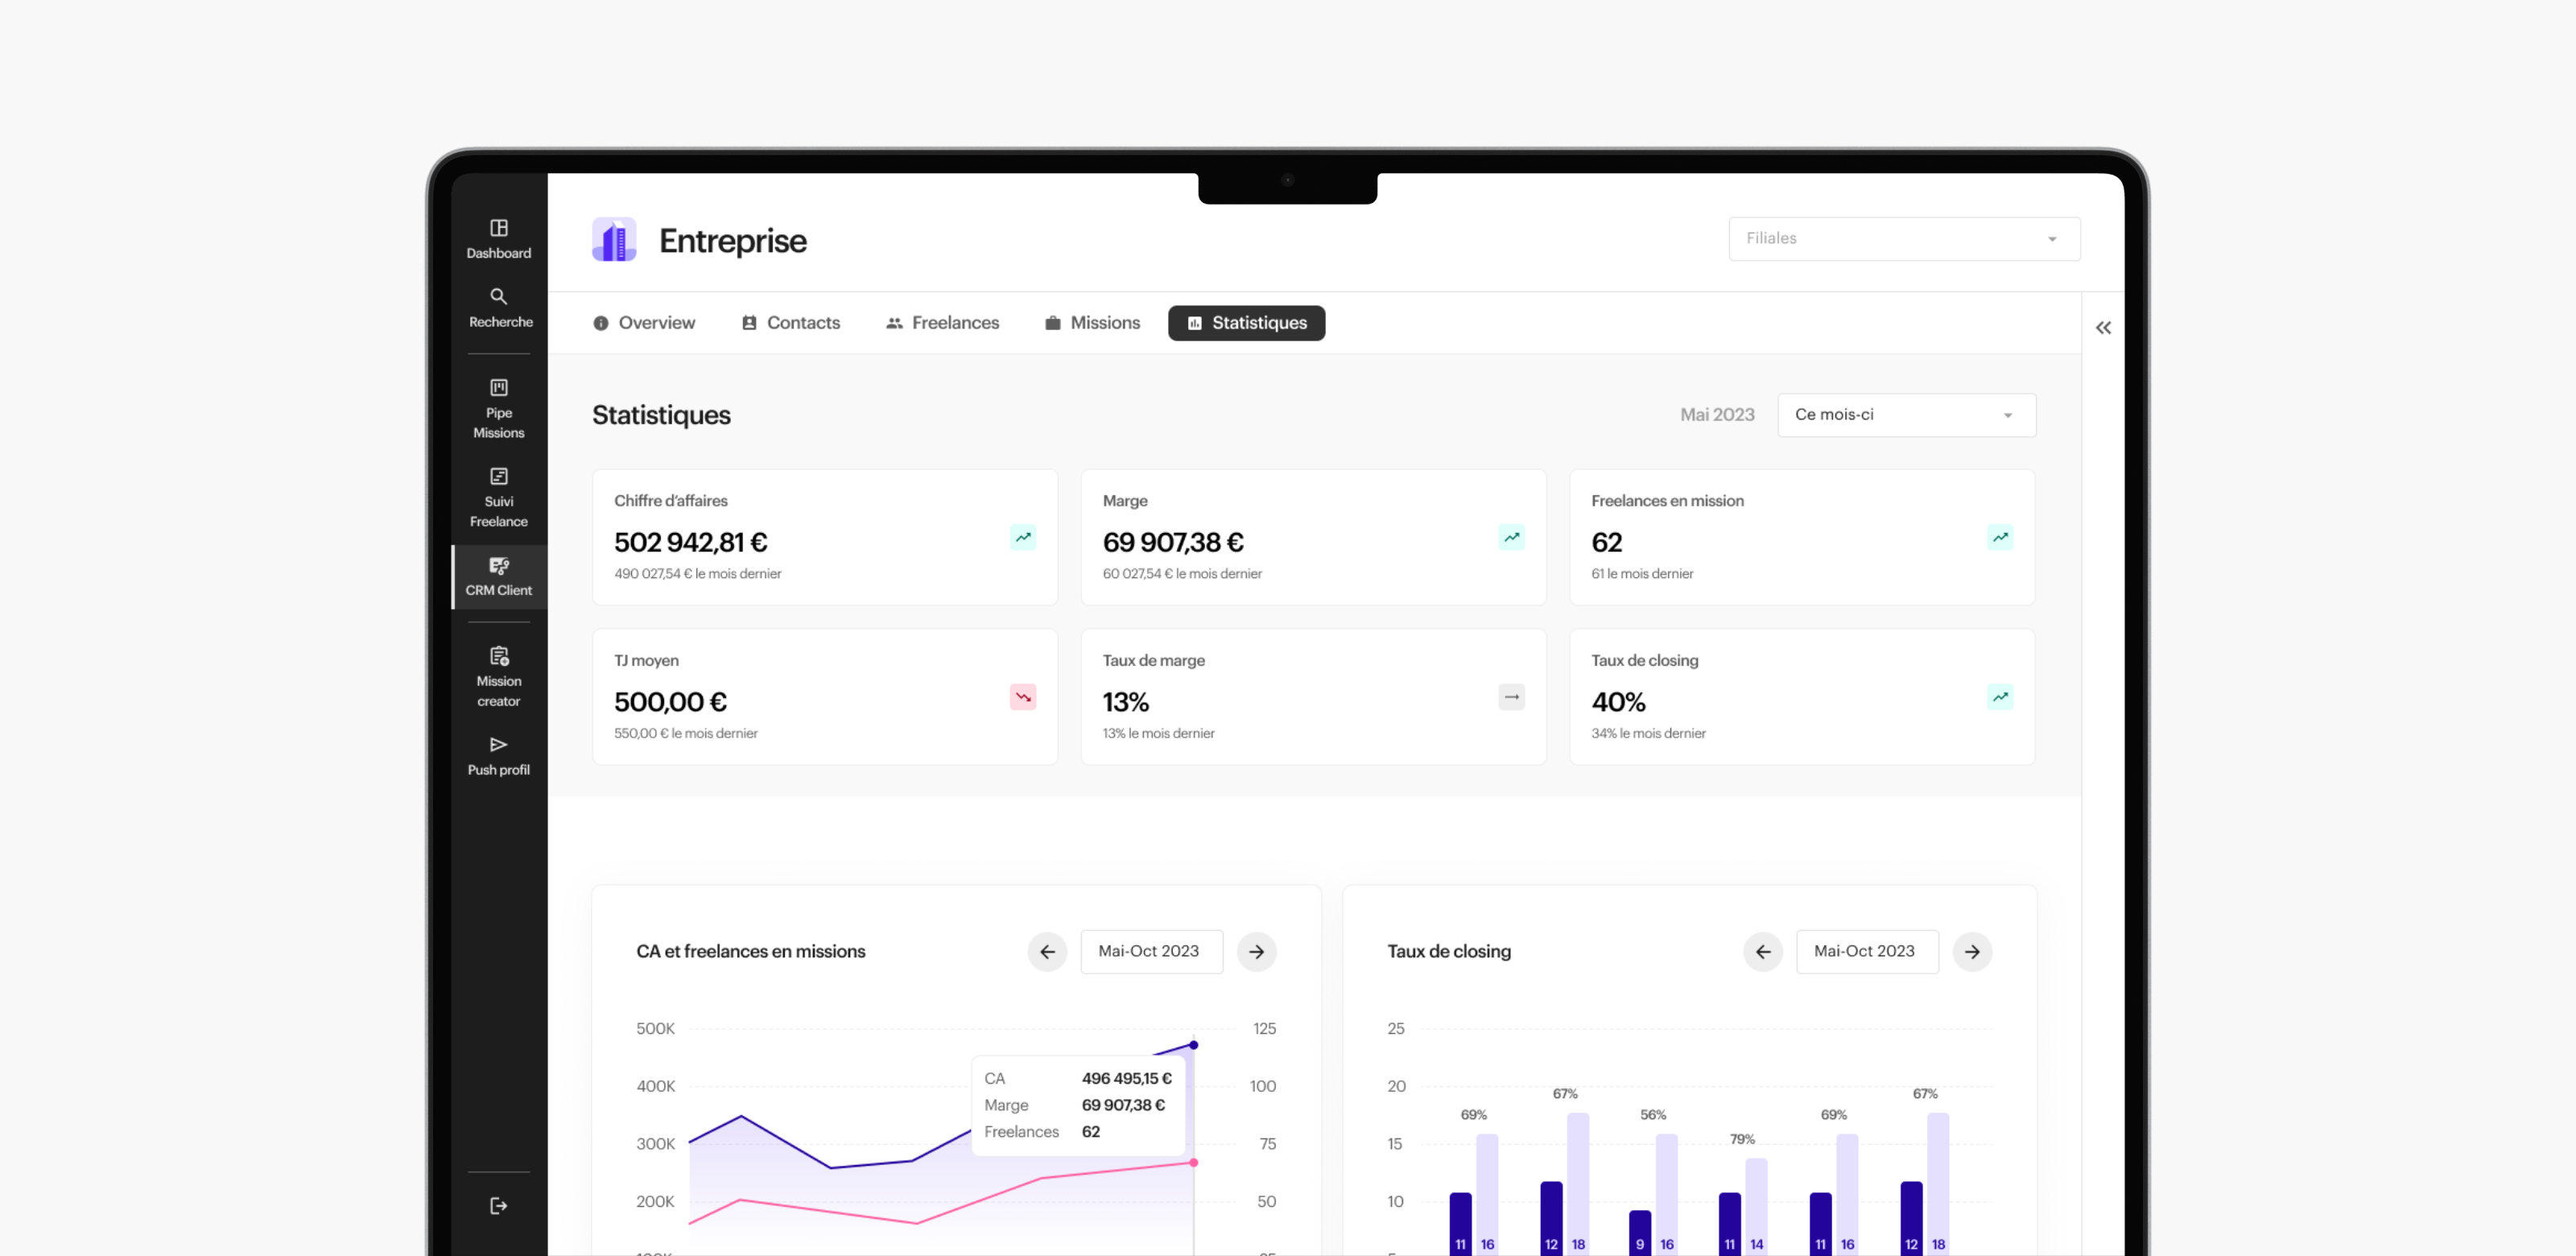 Dashboard
Recherche
Pipe
Missions
Suivi
Freelance
CRM Client
Mission
creator
Push profil
Entreprise
Filiales
Overview
Contacts
Freelances
Missions
Statistiques
Statistiques
Mai 2023
Ce mois-ci
Chiffre d'affaires
502 942,81 €
490 027,54 € le mois dernier
Marge
69 907,38 €
60 027,54 € le mois dernier
Freelances en mission
62
61 le mois dernier
TJ moyen
500,00 €
550,00 € le mois dernier
Taux de marge
13%
13% le mois dernier
Taux de closing
40%
34% le mois dernier
CA et freelances en missions
Mai-Oct 2023
500K
400K
300K
200K
125
100
75
50
CA 496 495,15 €
Marge 69 907,38 €
Freelances 62
Taux de closing
Mai-Oct 2023
25
20
15
10
69%
67%
56%
79%
69%
67%
11 16
12 18
9 16
11 14
11 16
12 18